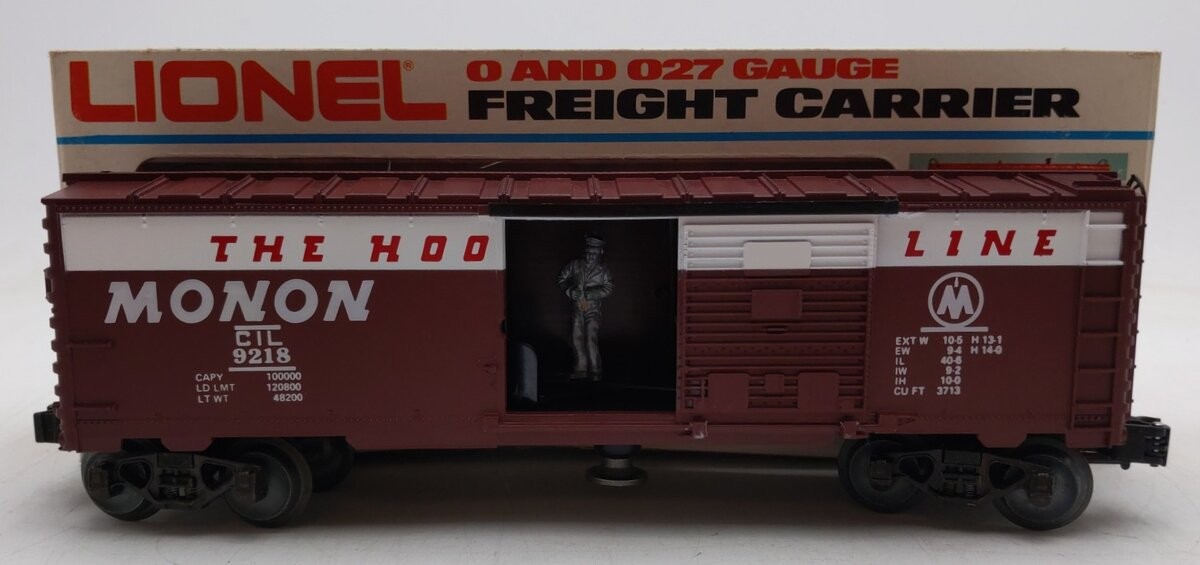 LIONEL®
O AND 027 GAUGE
FREIGHT CARRIER
THE HOO LINE
MONON
CIL
9218
CAPY 100000
LD LMT 120800
LT WT 48200
M
EXT W 10-5 H 13-1
EW 9-4 H 14-0
IL 40-6
IW 9-2
IH 10-0
CU FT 3713